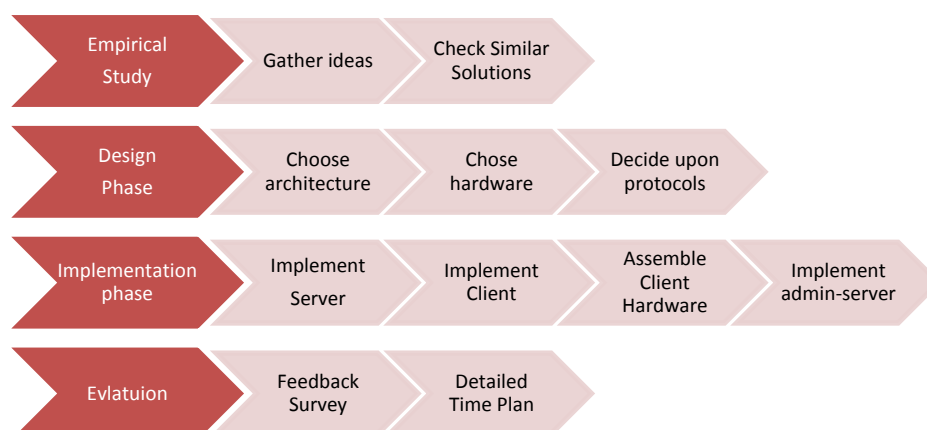 Empirical
Study
Gather ideas
Check Similar
Solutions
Design
Phase
Choose
architecture
Chose
hardware
Decide upon
protocols
Implementation
phase
Implement
Server
Implement
Client
Assemble
Client
Hardware
Implement
admin-server
Evlatuion
Feedback
Survey
Detailed
Time Plan